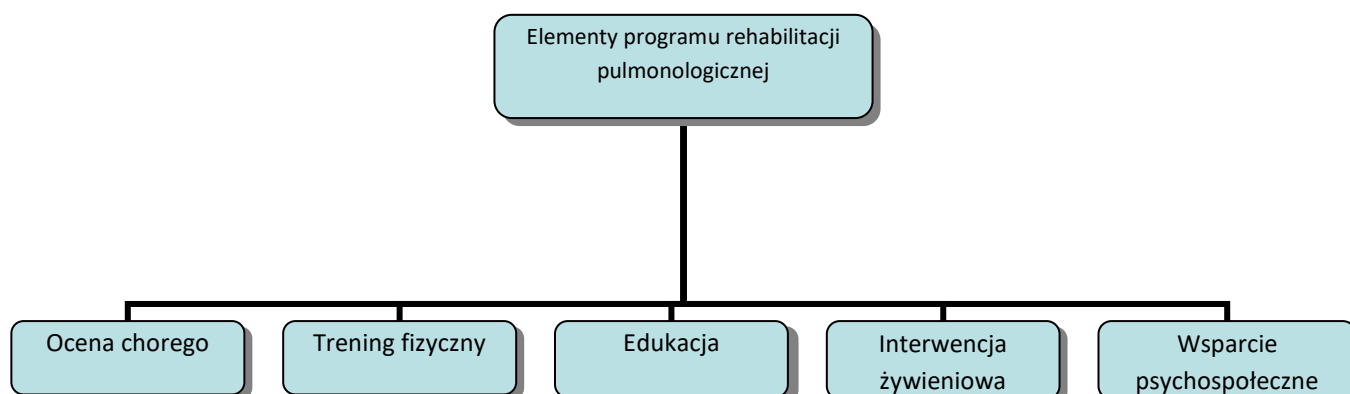 Elementy programu rehabilitacji
pulmonologicznej
Ocena chorego
Trening fizyczny
Edukacja
Interwencja
żywieniowa
Wsparcie
psychospołeczne